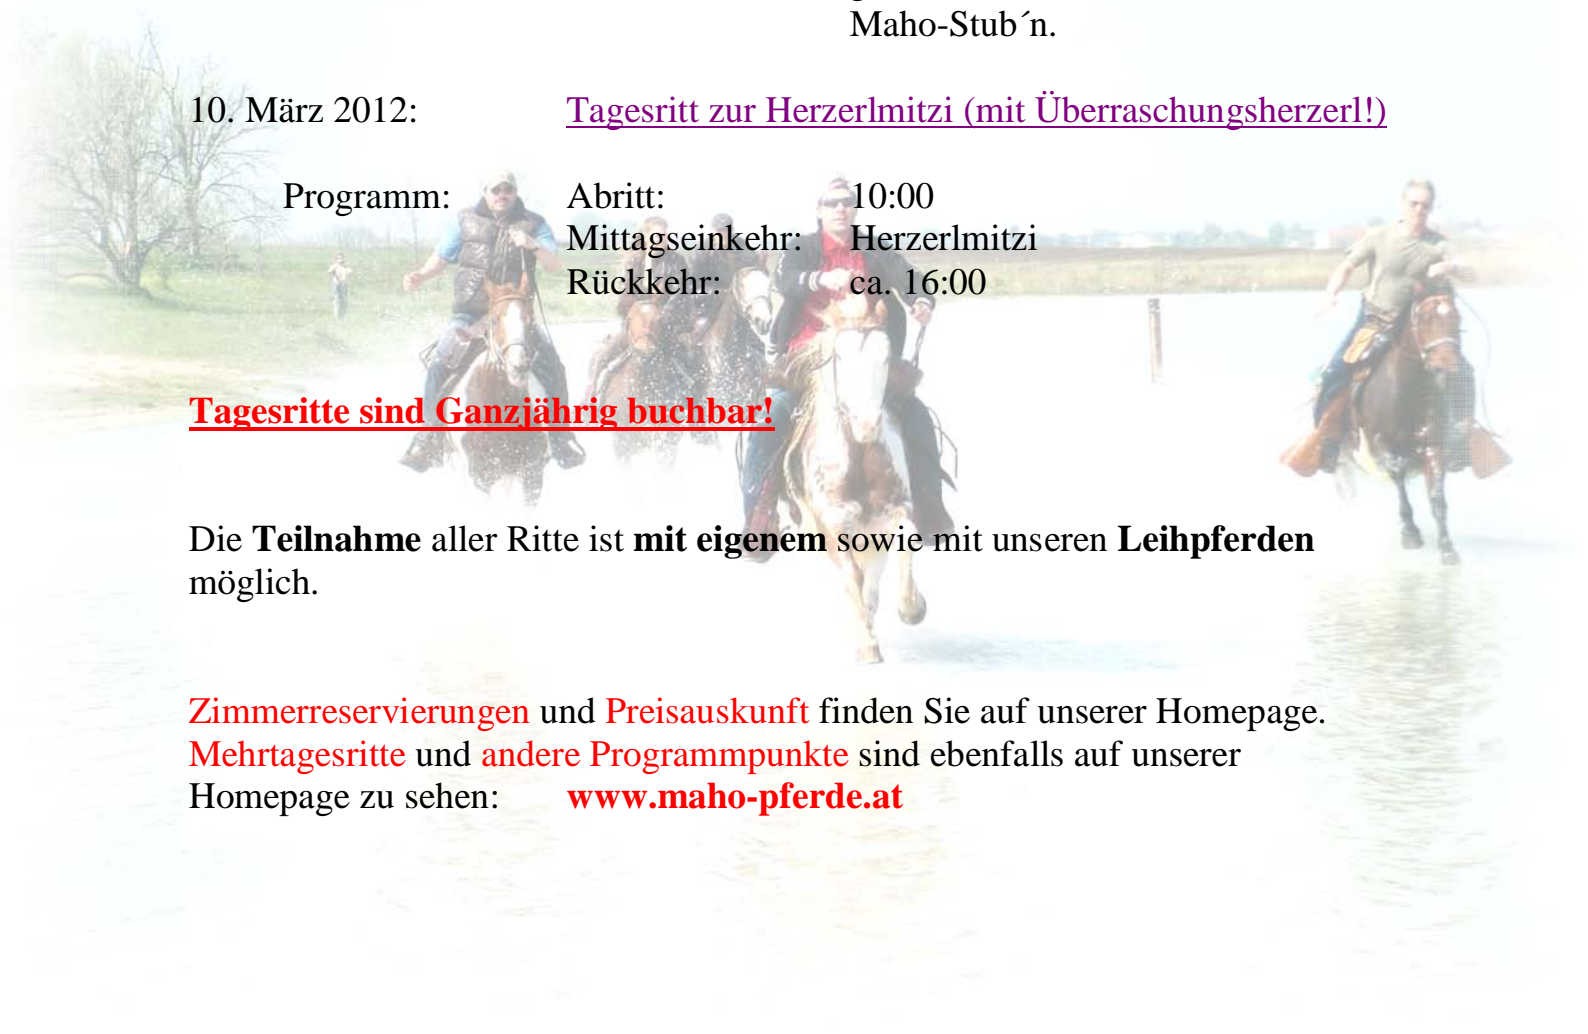 Maho-Stub´n.
10. März 2012: Tagesritt zur Herzerlmitzi (mit Überraschungsherzerl!)
Programm: Abritt: 10:00
Mittagseinkehr: Herzerlmitzi
Rückkehr: ca. 16:00
Tagesritte sind Ganzjährig buchbar!
Die Teilnahme aller Ritte ist mit eigenem sowie mit unseren Leihpferden
möglich.
Zimmerreservierungen und Preisauskunft finden Sie auf unserer Homepage.
Mehrtagesritte und andere Programmpunkte sind ebenfalls auf unserer
Homepage zu sehen: www.maho-pferde.at